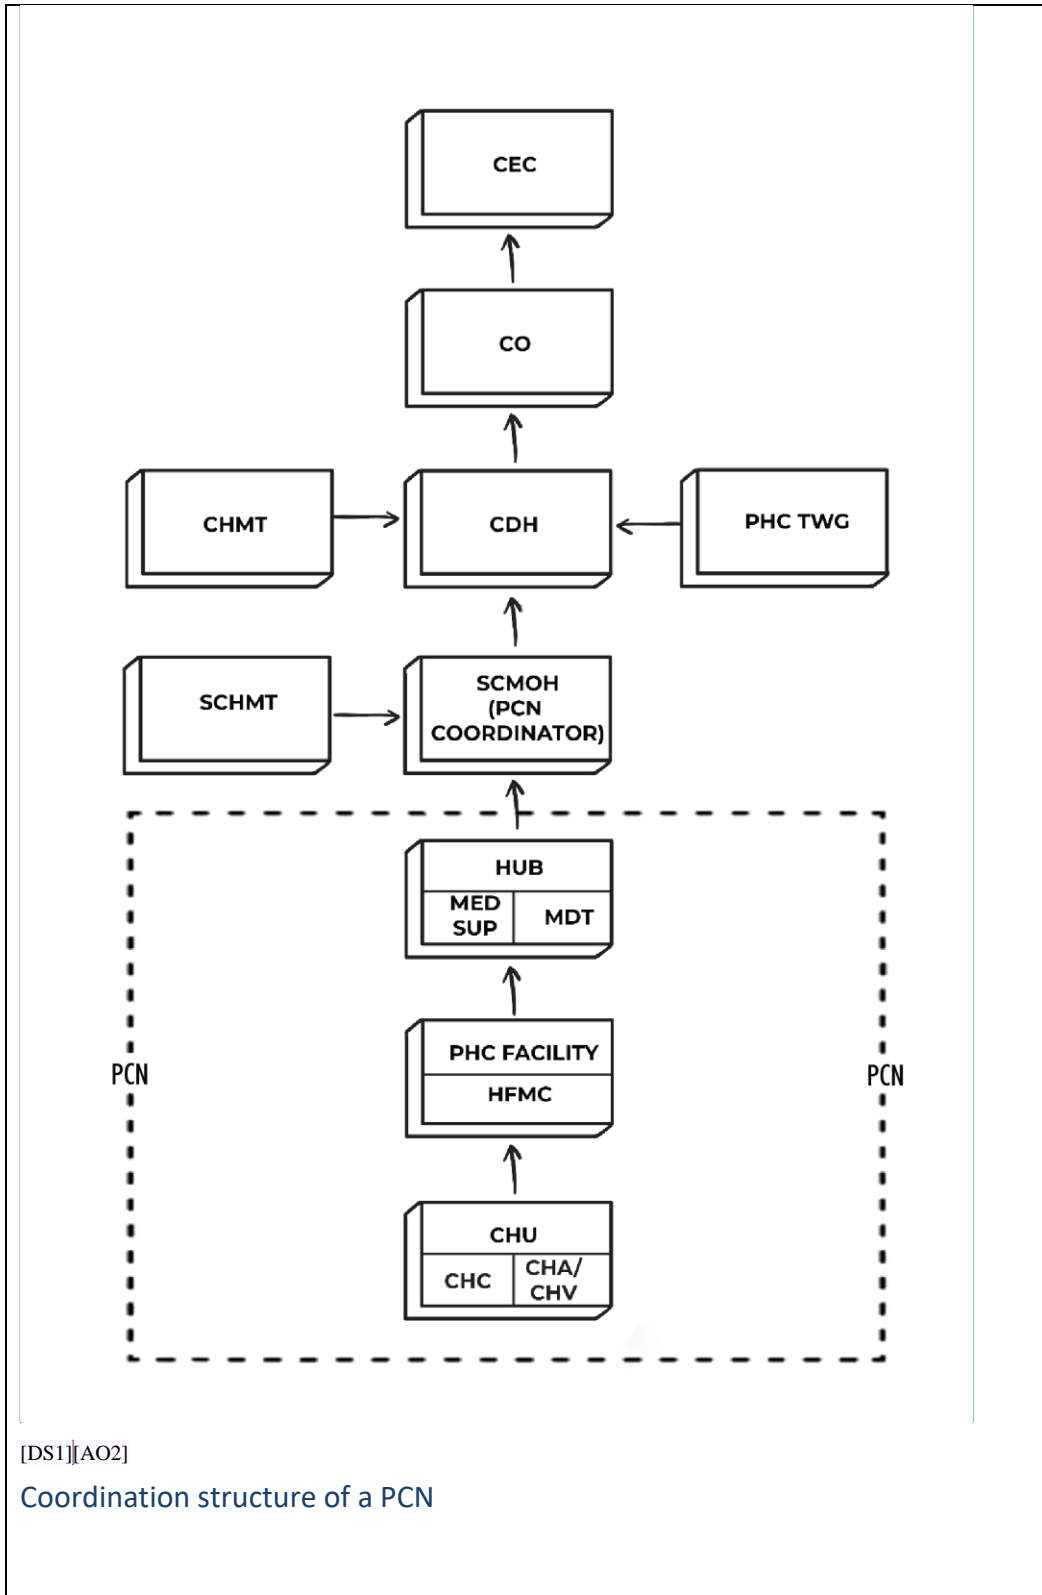 CEC
CO
CHMT
CDH
PHC TWG
SCHMT
SCMOH
(PCN
COORDINATOR)
HUB
MED
SUP
MDT
PHC FACILITY
HFMC
PCN
PCN
CHU
CHC
CHA/
CHV
[DS1][AO2]
Coordination structure of a PCN